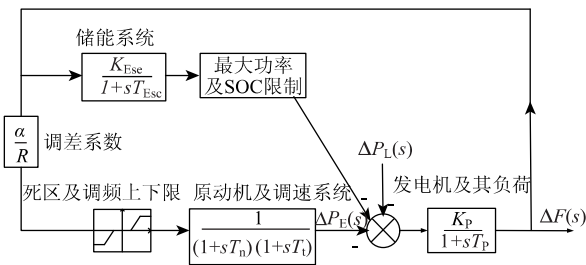 储能系统
K_Ese
1+sT_Esc
最大功率
及SOC限制
α
R
调差系数
ΔP_L(s)
死区及调频上下限
原动机及调速系统
发电机及其负荷
ΔP_E(s)
1
(1+sT_n)(1+sT_t)
K_P
1+sT_P
ΔF(s)
-
-
-